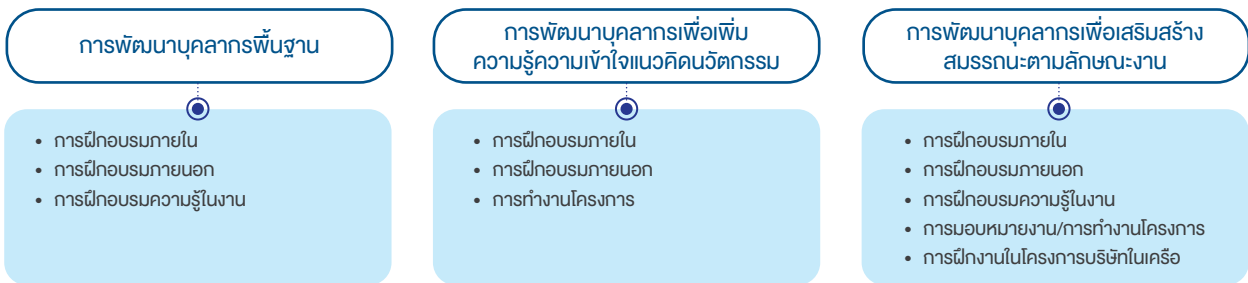 การพัฒนาบุคลากรพื้นฐาน
• การฝึกอบรมภายใน
• การฝึกอบรมภายนอก
• การฝึกอบรมความรู้ในงาน
การพัฒนาบุคลากรเพื่อเพิ่ม
ความรู้ความเข้าใจแนวคิดนวัตกรรม
• การฝึกอบรมภายใน
• การฝึกอบรมภายนอก
• การทำงานโครงการ
การพัฒนาบุคลากรเพื่อเสริมสร้าง
สมรรถนะตามลักษณะงาน
• การฝึกอบรมภายใน
• การฝึกอบรมภายนอก
• การฝึกอบรมความรู้ในงาน
• การมอบหมายงาน/การทำงานโครงการ
• การฝึกงานในโครงการบริษัทในเครือ